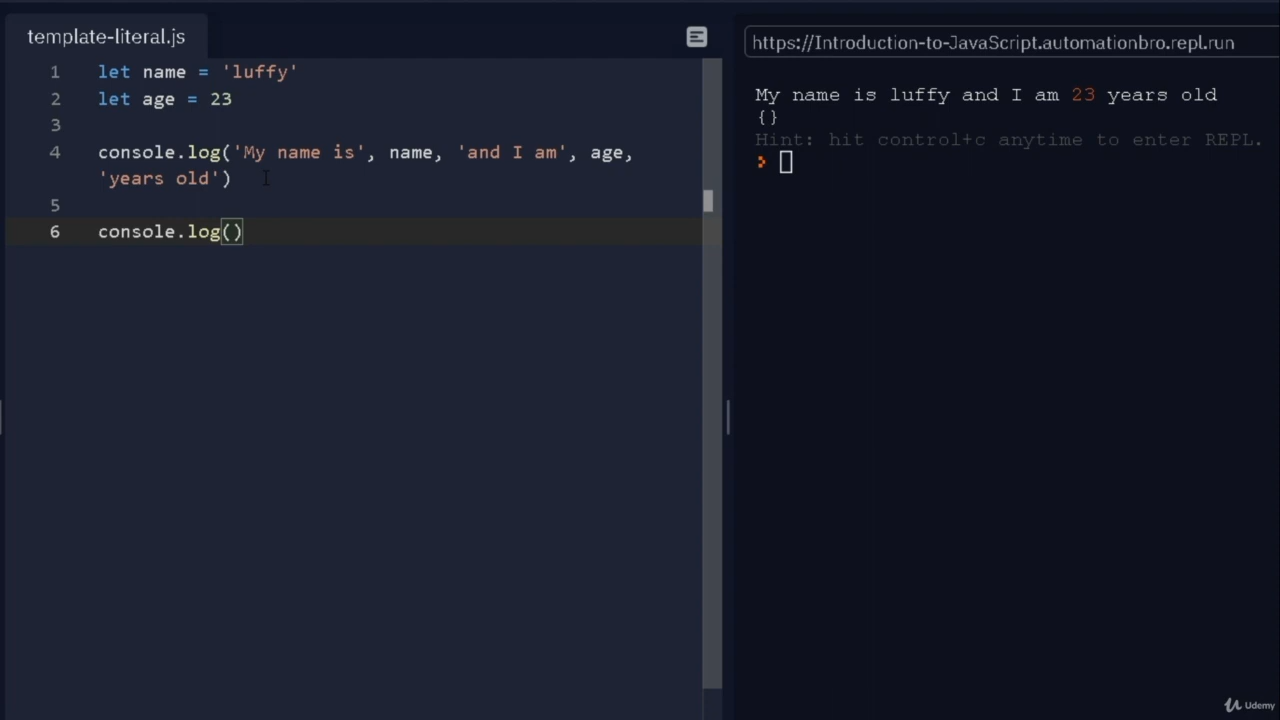 template-literal.js
1 let name = 'luffy'
2 let age = 23
3
4 console.log('My name is', name, 'and I am', age,
'years old')
5
6 console.log()
https://Introduction-to-JavaScript.automationbro.repl.run
My name is luffy and I am 23 years old
{}
Hint: hit control+c anytime to enter REPL.
>
Udemy